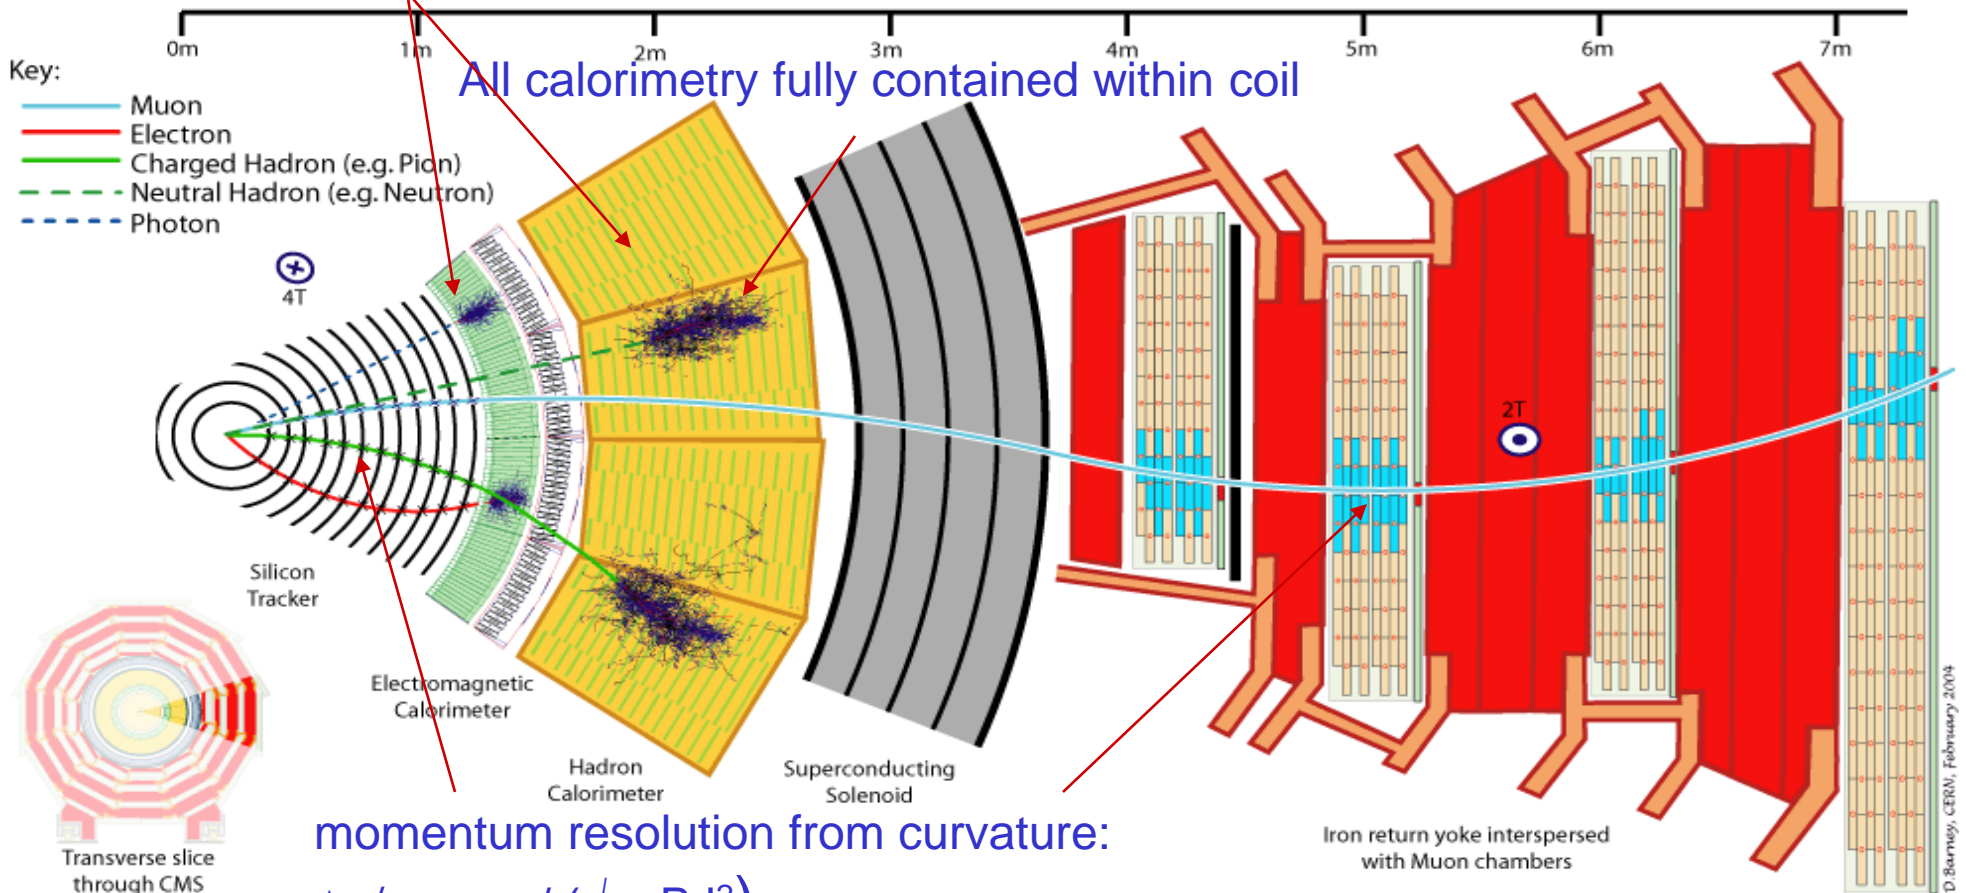 0m 1m 2m 3m 4m 5m 6m 7m
Key:
Muon
Electron
Charged Hadron (e.g. Pion)
Neutral Hadron (e.g. Neutron)
Photon
All calorimetry fully contained within coil
4T
2T
Silicon
Tracker
Electromagnetic
Calorimeter
Hadron
Calorimeter
Superconducting
Solenoid
momentum resolution from curvature:
Iron return yoke interspersed
with Muon chambers
Transverse slice
through CMS
D.Barney, CERN, February 2004